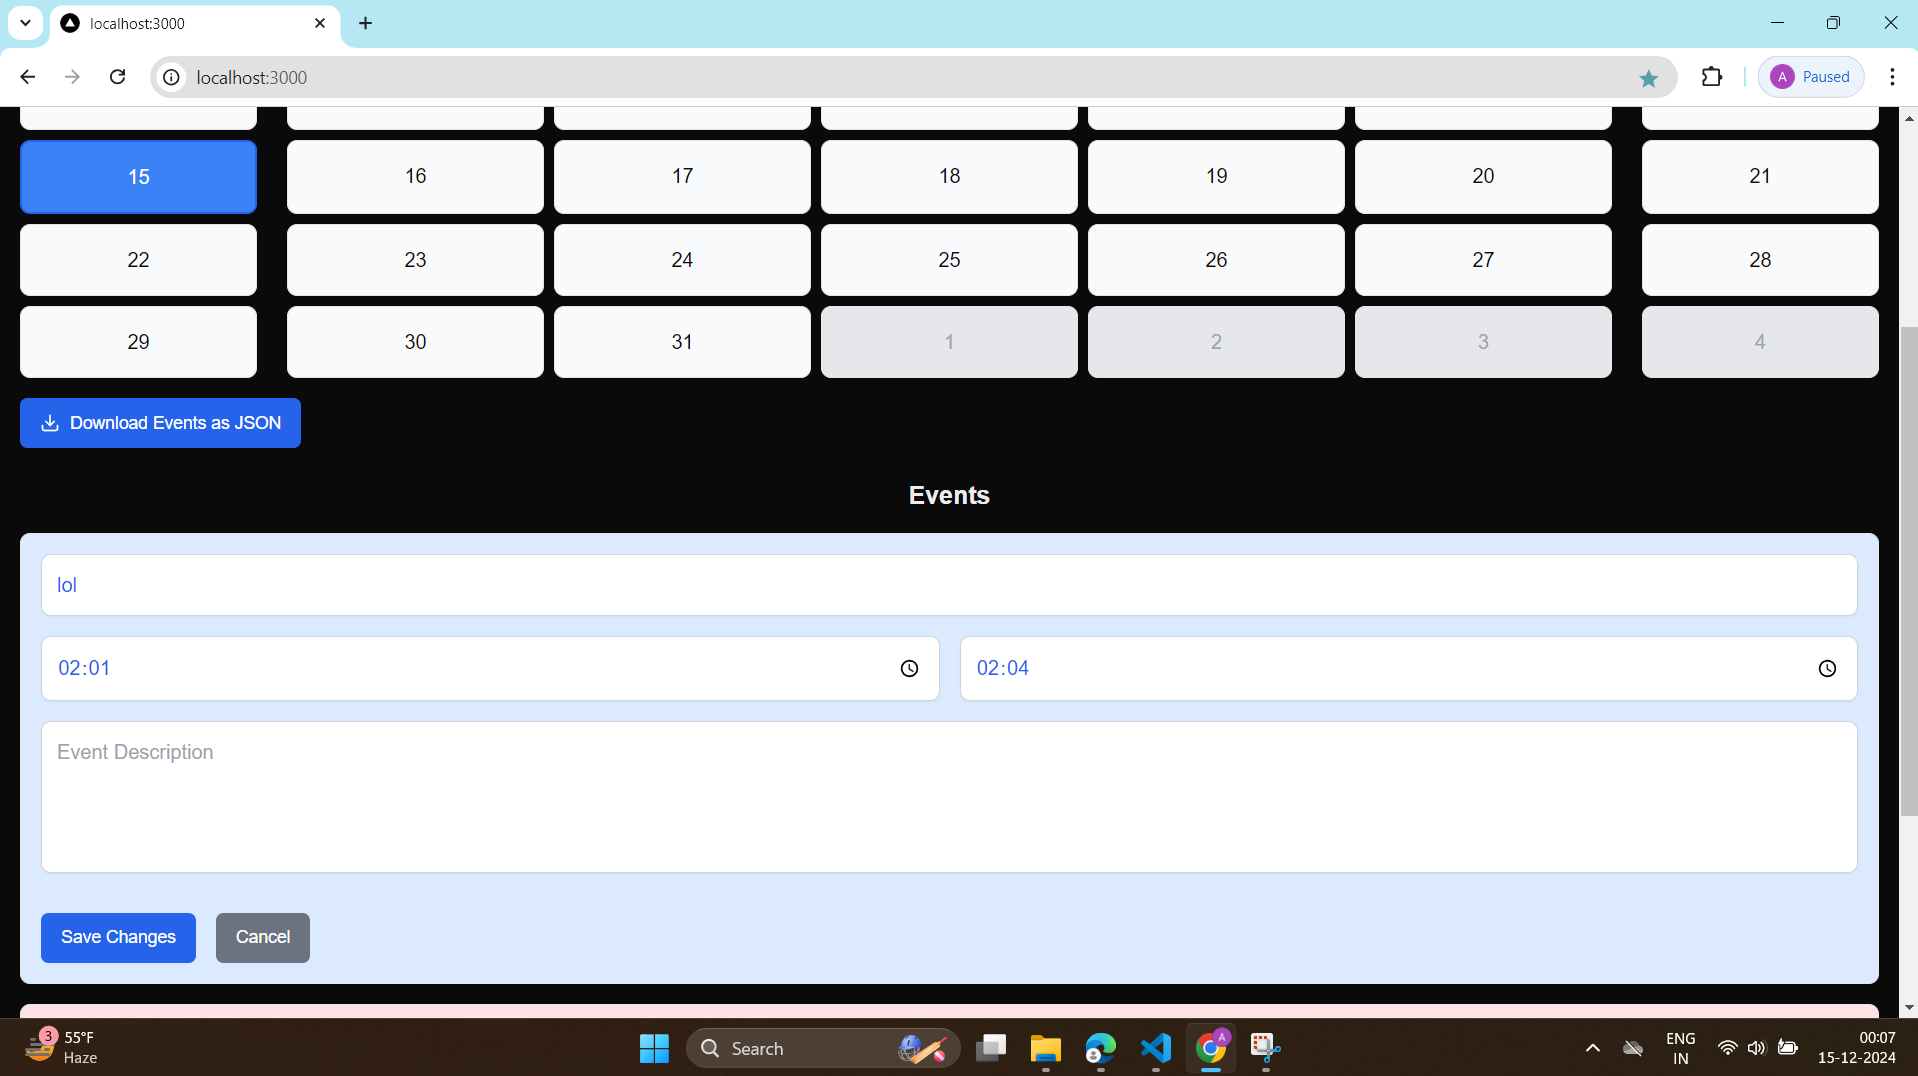 localhost:3000
localhost:3000
A Paused
15 16 17 18 19 20 21
22 23 24 25 26 27 28
29 30 31 1 2 3 4
Download Events as JSON
Events
lol
02:01 02:04
Event Description
Save Changes Cancel
3 55°F
Haze
Search
A
ENG
IN
00:07
15-12-2024